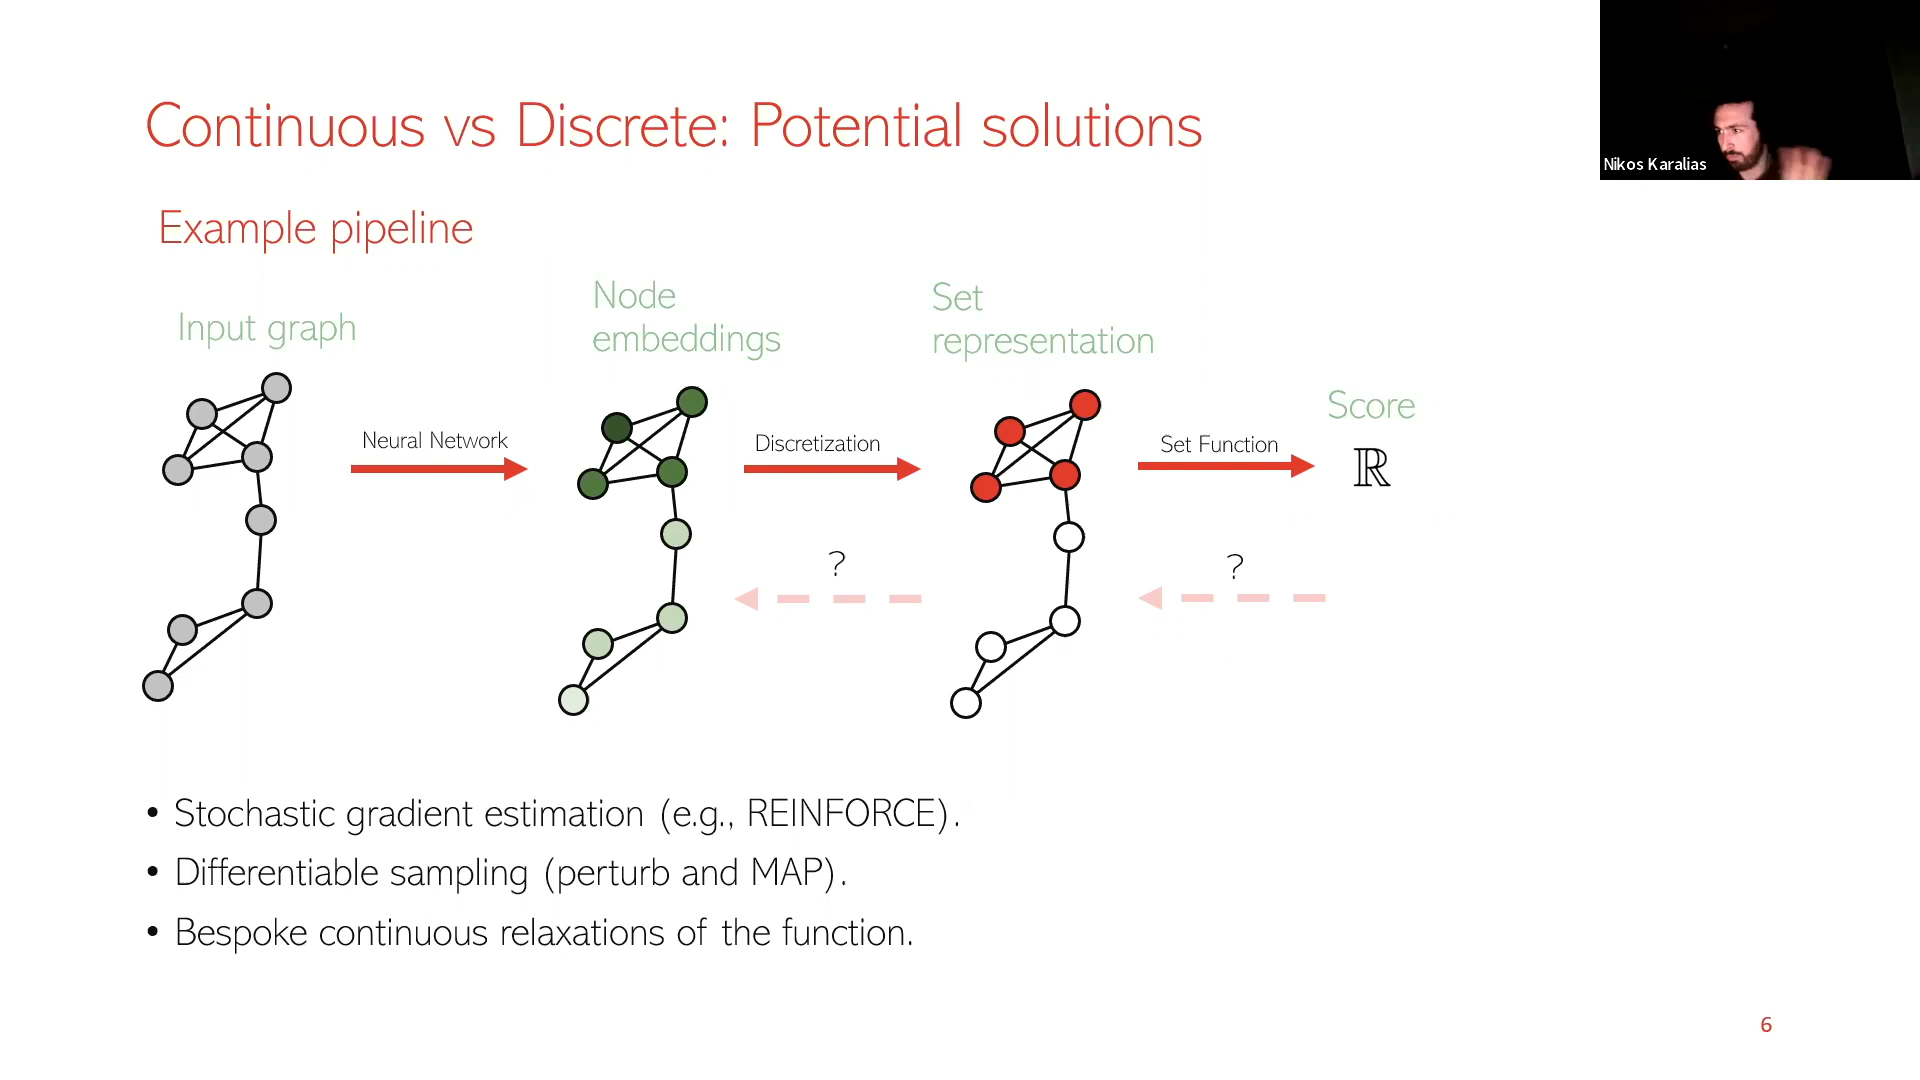 Continuous vs Discrete: Potential solutions
Nikos Karalias
Example pipeline
Input graph
Node
embeddings
Set
representation
Score
Neural Network
Discretization
Set Function
ℝ
?
?
• Stochastic gradient estimation (e.g., REINFORCE).
• Differentiable sampling (perturb and MAP).
• Bespoke continuous relaxations of the function.
6